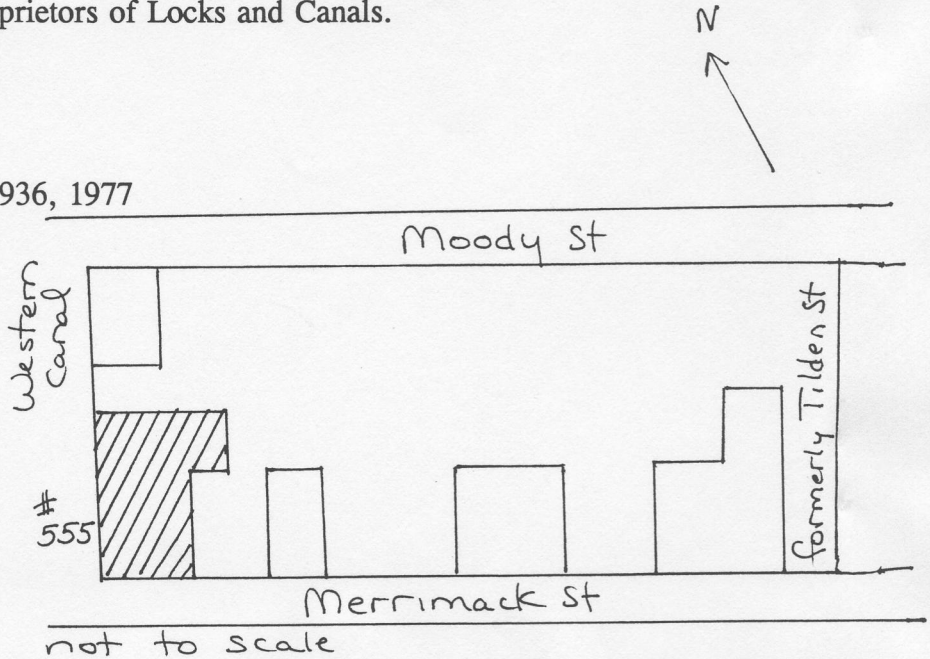 prietors of Locks and Canals.
N
936, 1977
Moody St
Western
Canal
formerly Tilden St
#
555
Merrimack St
not to scale